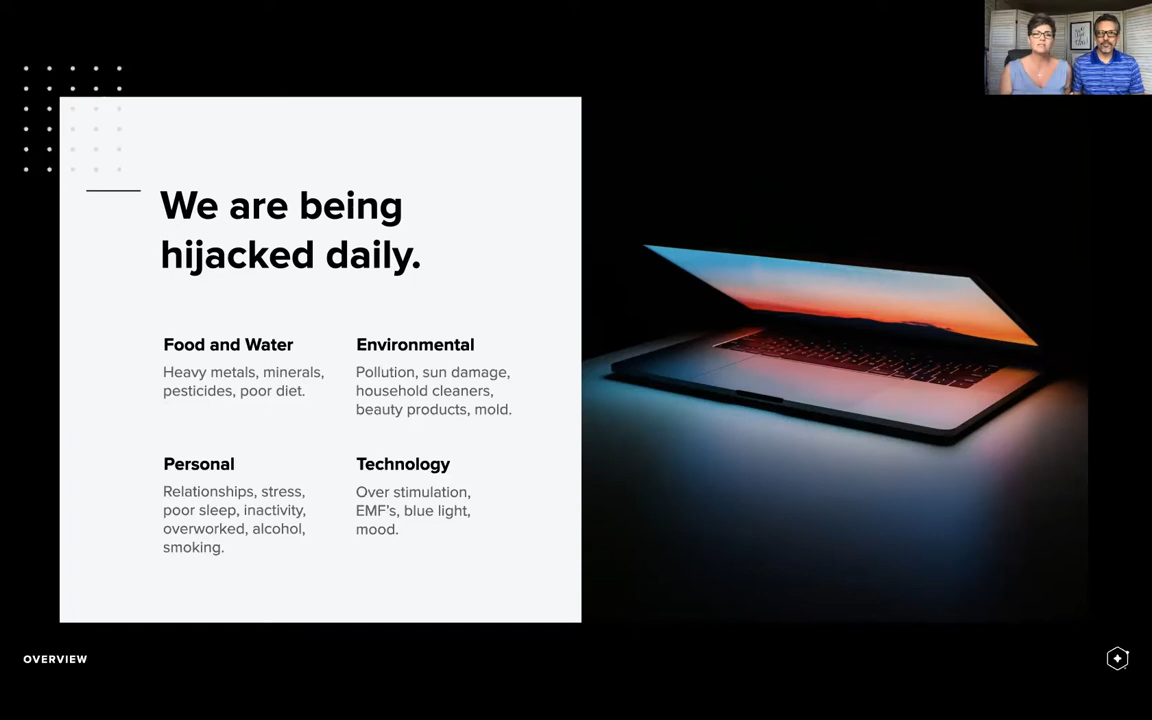 We are being
hijacked daily.
Food and Water
Heavy metals, minerals,
pesticides, poor diet.
Environmental
Pollution, sun damage,
household cleaners,
beauty products, mold.
Personal
Relationships, stress,
poor sleep, inactivity,
overworked, alcohol,
smoking.
Technology
Over stimulation,
EMF's, blue light,
mood.
OVERVIEW